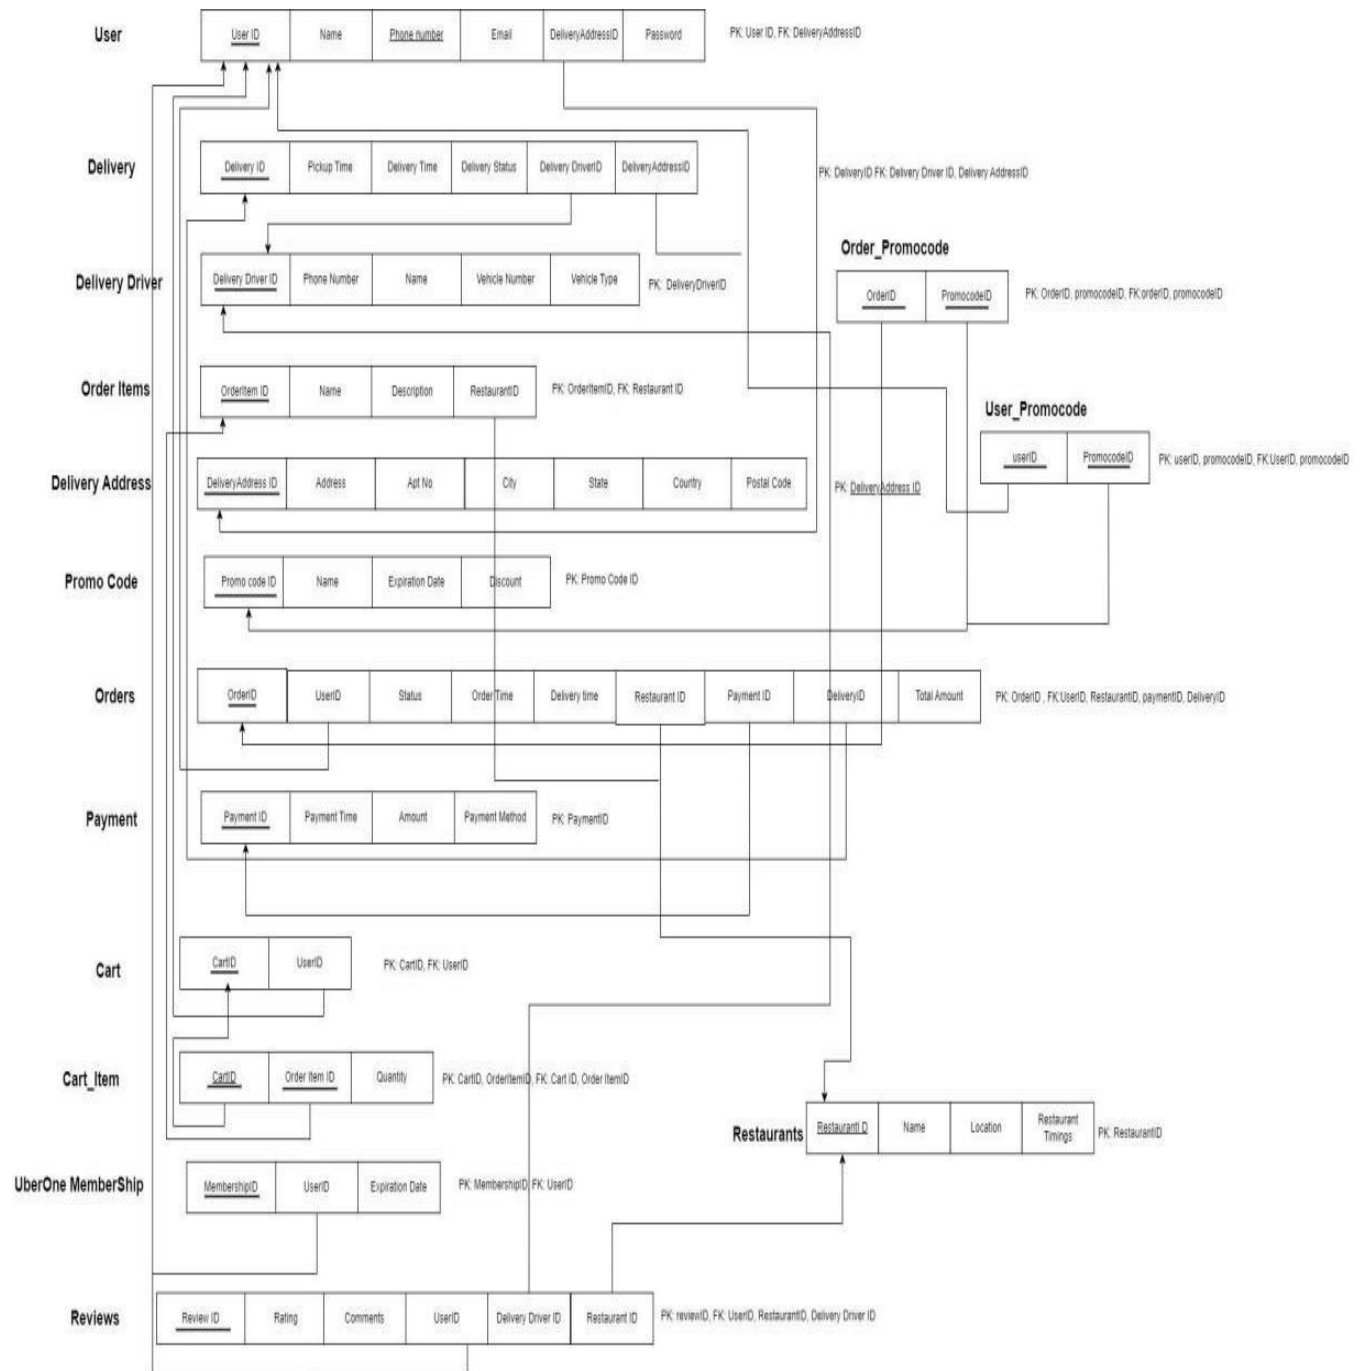 User
User ID
Name
Phone number
Email
DeliveryAddressID
Password
PK: User ID, FK: DeliveryAddressID
Delivery
Delivery ID
Pickup Time
Delivery Time
Delivery Status
Delivery DriverID
DeliveryAddressID
PK: DeliveryID FK: Delivery Driver ID, Delivery AddressID
Delivery Driver
Delivery Driver ID
Phone Number
Name
Vehicle Number
Vehicle Type
PK: DeliveryDriverID
Order_Promocode
OrderID
PromocodeID
PK: OrderID, promocodeID, FK:orderID, promocodeID
Order Items
OrderItem ID
Name
Description
RestaurantID
PK: OrderItemID, FK: Restaurant ID
User_Promocode
userID
PromocodeID
PK: userID, promocodeID, FK:UserID, promocodeID
Delivery Address
DeliveryAddress ID
Address
Apt No
City
State
Country
Postal Code
PK: DeliveryAddress ID
Promo Code
Promo code ID
Name
Expiration Date
Discount
PK: Promo Code ID
Orders
OrderID
UserID
Status
Order Time
Delivery time
Restaurant ID
Payment ID
DeliveryID
Total Amount
PK: OrderID , FK:UserID, RestaurantID, paymentID, DeliveryID
Payment
Payment ID
Payment Time
Amount
Payment Method
PK: PaymentID
Cart
CartID
UserID
PK: CartID, FK: UserID
Cart_Item
CartID
Order Item ID
Quantity
PK: CartID, OrderItemID, FK: Cart ID, Order ItemID
Restaurants
RestaurantI D
Name
Location
Restaurant
Timings
PK: RestaurantID
UberOne MemberShip
MembershipID
UserID
Expiration Date
PK: MembershipID, FK: UserID
Reviews
Review ID
Rating
Comments
UserID
Delivery Driver ID
Restaurant ID
PK: reviewID, FK: UserID, RestaurantID, Delivery Driver ID